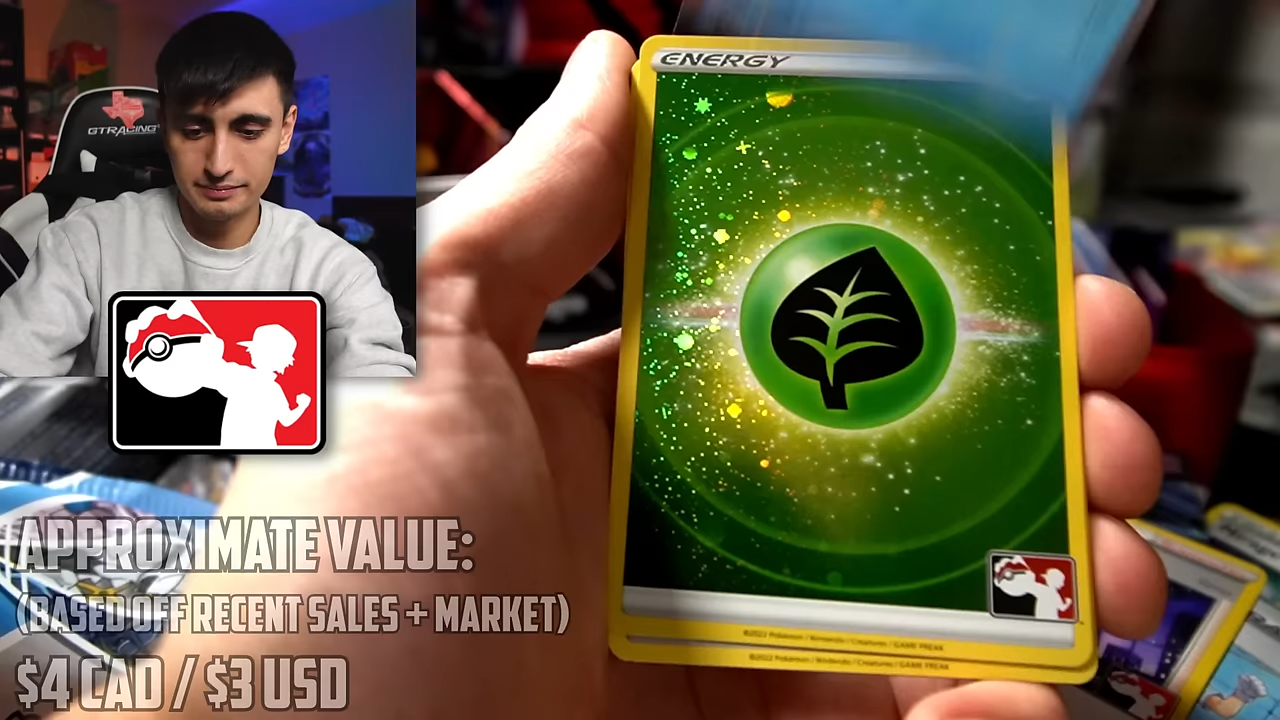 GTRACING
ENERGY
APPROXIMATE VALUE:
(BASED OFF RECENT SALES + MARKET)
$4 CAD / $3 USD
©2022 Pokémon / Nintendo / Creatures / GAME FREAK
©2022 Pokémon / Nintendo / Creatures / GAME FREAK